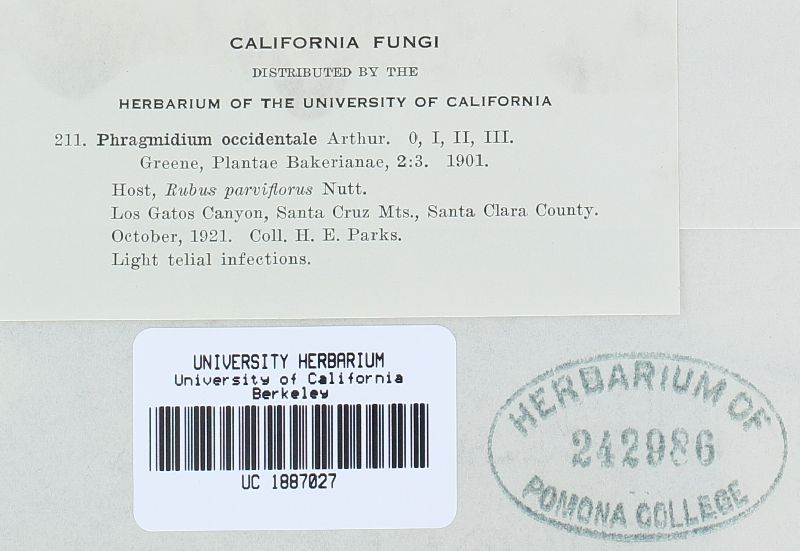 CALIFORNIA FUNGI
DISTRIBUTED BY THE
HERBARIUM OF THE UNIVERSITY OF CALIFORNIA
211. Phragmidium occidentale Arthur. 0, I, II, III.
Greene, Plantae Bakerianae, 2:3. 1901.
Host, Rubus parviflorus Nutt.
Los Gatos Canyon, Santa Cruz Mts., Santa Clara County.
October, 1921. Coll. H. E. Parks.
Light telial infections.
UNIVERSITY HERBARIUM
University of California
Berkeley
UC 1887027
HERBARIUM OF
242986
POMONA COLLEGE